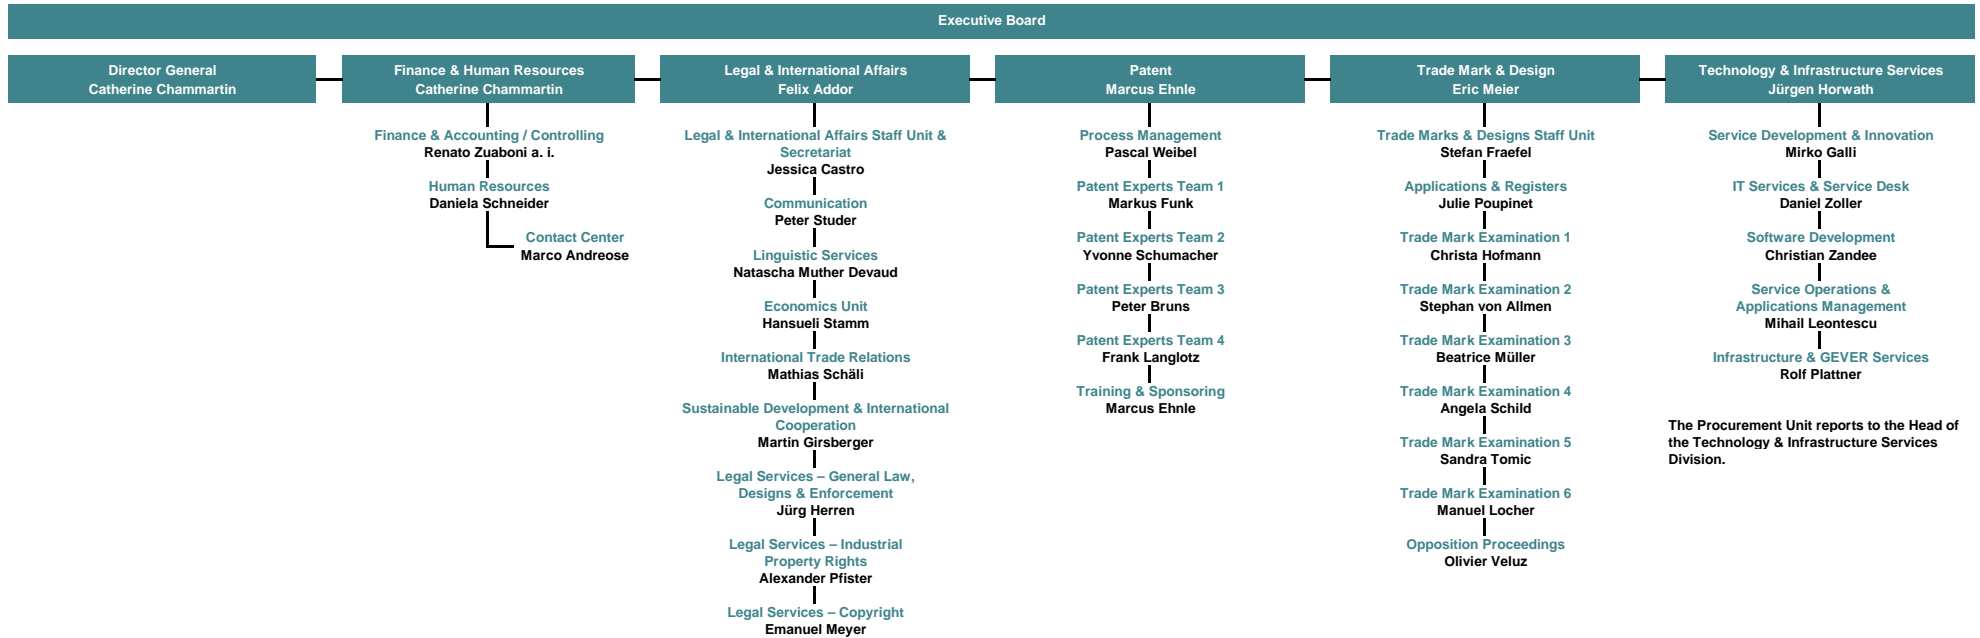 Executive Board
Director General
Catherine Chammartin
Finance & Human Resources
Catherine Chammartin
Finance & Accounting / Controlling
Renato Zuaboni a. i.
Human Resources
Daniela Schneider
Contact Center
Marco Andreose
Legal & International Affairs
Felix Addor
Legal & International Affairs Staff Unit &
Secretariat
Jessica Castro
Communication
Peter Studer
Linguistic Services
Natascha Muther Devaud
Economics Unit
Hansueli Stamm
International Trade Relations
Mathias Schäli
Sustainable Development & International
Cooperation
Martin Girsberger
Legal Services – General Law,
Designs & Enforcement
Jürg Herren
Legal Services – Industrial
Property Rights
Alexander Pfister
Legal Services – Copyright
Emanuel Meyer
Patent
Marcus Ehnle
Process Management
Pascal Weibel
Patent Experts Team 1
Markus Funk
Patent Experts Team 2
Yvonne Schumacher
Patent Experts Team 3
Peter Bruns
Patent Experts Team 4
Frank Langlotz
Training & Sponsoring
Marcus Ehnle
Trade Mark & Design
Eric Meier
Trade Marks & Designs Staff Unit
Stefan Fraefel
Applications & Registers
Julie Poupinet
Trade Mark Examination 1
Christa Hofmann
Trade Mark Examination 2
Stephan von Allmen
Trade Mark Examination 3
Beatrice Müller
Trade Mark Examination 4
Angela Schild
Trade Mark Examination 5
Sandra Tomic
Trade Mark Examination 6
Manuel Locher
Opposition Proceedings
Olivier Veluz
Technology & Infrastructure Services
Jürgen Horwath
Service Development & Innovation
Mirko Galli
IT Services & Service Desk
Daniel Zoller
Software Development
Christian Zandee
Service Operations &
Applications Management
Mihail Leontescu
Infrastructure & GEVER Services
Rolf Plattner
The Procurement Unit reports to the Head of
the Technology & Infrastructure Services
Division.